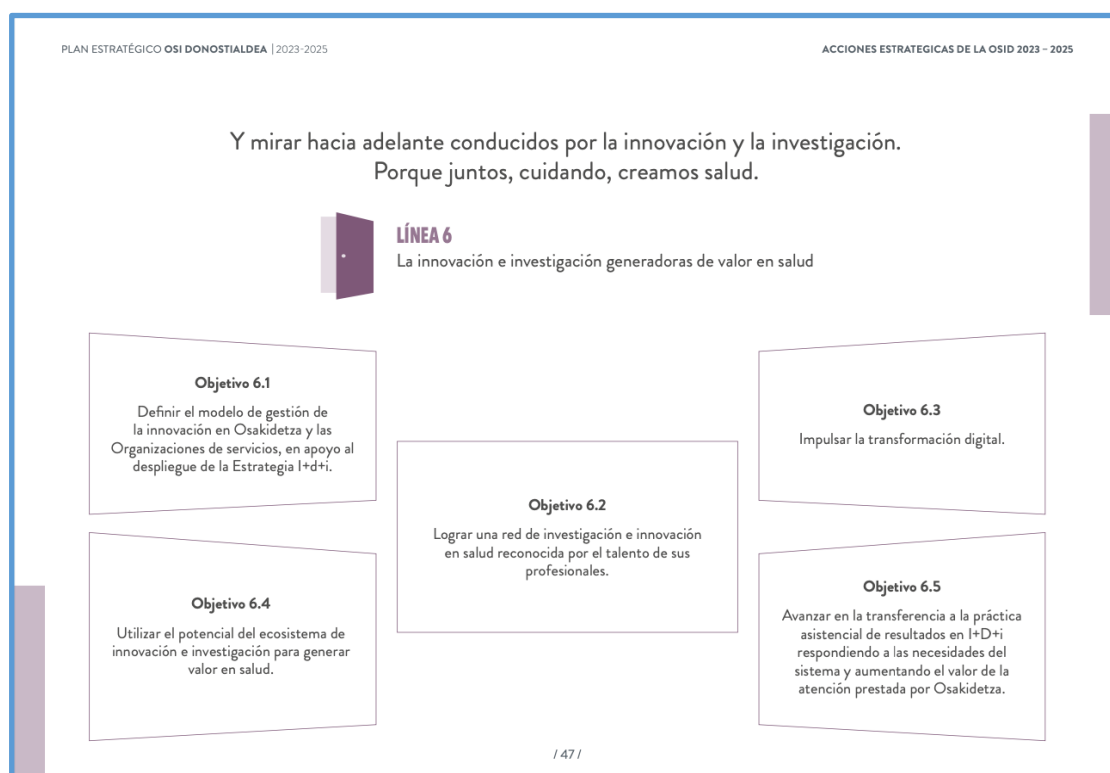 PLAN ESTRATÉGICO OSI DONOSTIALDEA | 2023-2025
ACCIONES ESTRATEGICAS DE LA OSID 2023 – 2025
Y mirar hacia adelante conducidos por la innovación y la investigación.
Porque juntos, cuidando, creamos salud.
LÍNEA 6
La innovación e investigación generadoras de valor en salud
Objetivo 6.1
Definir el modelo de gestión de
la innovación en Osakidetza y las
Organizaciones de servicios, en apoyo al
despliegue de la Estrategia I+d+i.
Objetivo 6.2
Lograr una red de investigación e innovación
en salud reconocida por el talento de sus
profesionales.
Objetivo 6.3
Impulsar la transformación digital.
Objetivo 6.4
Utilizar el potencial del ecosistema de
innovación e investigación para generar
valor en salud.
Objetivo 6.5
Avanzar en la transferencia a la práctica
asistencial de resultados en I+D+i
respondiendo a las necesidades del
sistema y aumentando el valor de la
atención prestada por Osakidetza.
/ 47 /